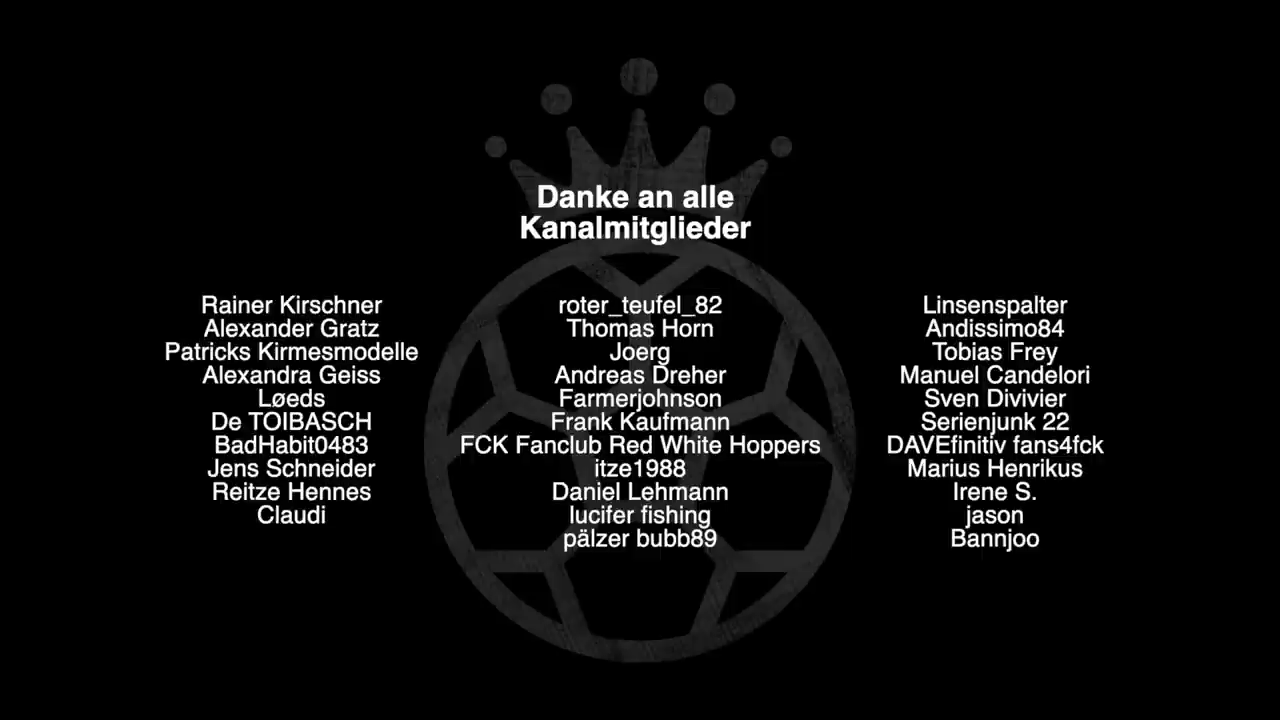 Danke an alle
Kanalmitglieder
Rainer Kirschner
Alexander Gratz
Patricks Kirmesmodelle
Alexandra Geiss
Løeds
De TOIBASCH
BadHabit0483
Jens Schneider
Reitze Hennes
Claudi
roter_teufel_82
Thomas Horn
Joerg
Andreas Dreher
Farmerjohnson
Frank Kaufmann
FCK Fanclub Red White Hoppers
itze1988
Daniel Lehmann
lucifer fishing
pälzer bubb89
Linsenspalter
Andissimo84
Tobias Frey
Manuel Candelori
Sven Divivier
Serienjunk 22
DAVEfinitiv fans4fck
Marius Henrikus
Irene S.
jason
Bannjoo